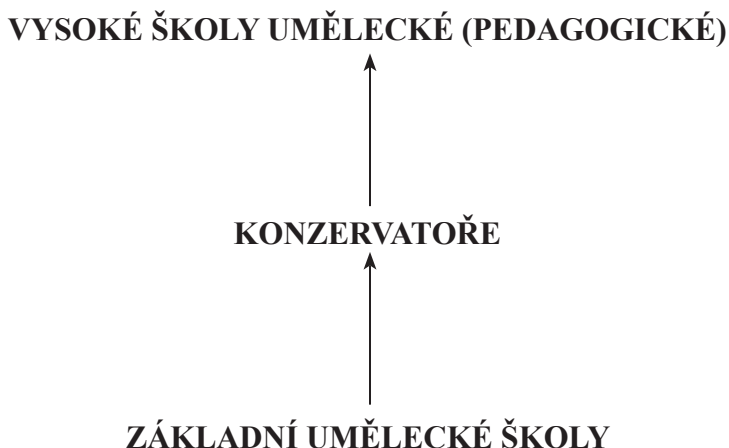 VYSOKÉ ŠKOLY UMĚLECKÉ (PEDAGOGICKÉ)
KONZERVATOŘE
ZÁKLADNÍ UMĚLECKÉ ŠKOLY